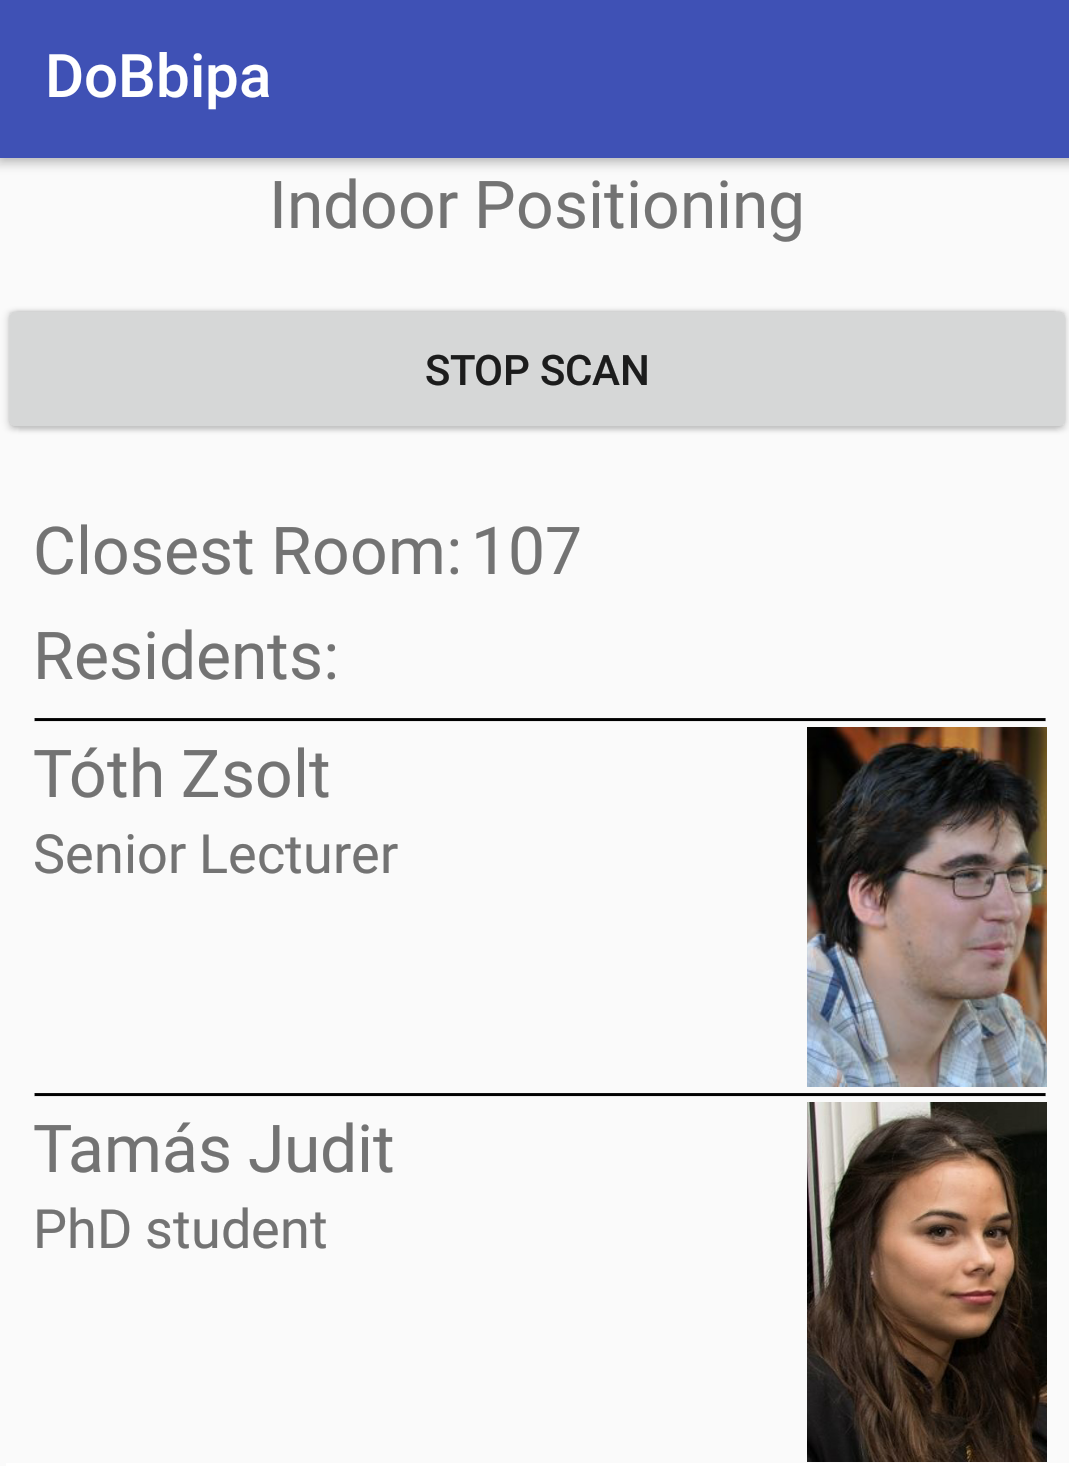 DoBbipa
Indoor Positioning
STOP SCAN
Closest Room: 107
Residents:
Tóth Zsolt
Senior Lecturer
Tamás Judit
PhD student